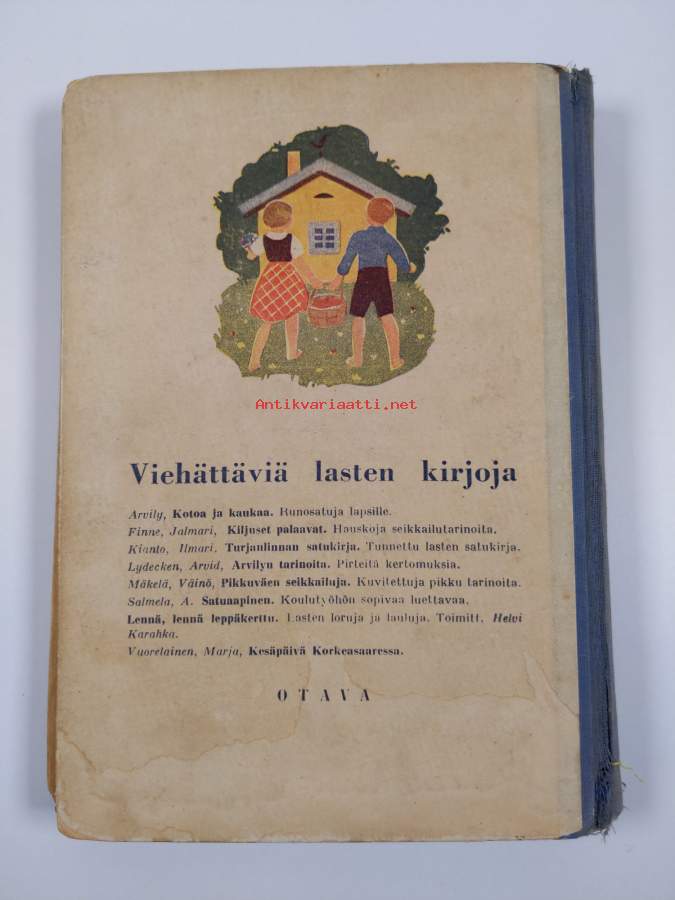 Antikvariaatti.net
Viehättäviä lasten kirjoja
Arvily, Kotoa ja kaukaa. Runosatuja lapsille.
Finne, Jalmari, Kiljuset palaavat. Hauskoja seikkailutarinoita.
Kianto, Ilmari. Turjanlinnan satukirja. Tunnettu lasten satukirja.
Lydecken, Arvid, Arvilyn tarinoita. Pirteitä kertomuksia.
Mäkelä, Väinö, Pikkuväen seikkailuja. Kuvitettuja pikku tarinoita.
Salmela, A. Satuaapinen. Koulutyöhön sopivaa luettavaa.
Lennä, lennä leppäkerttu. Lasten loruja ja lauluja. Toimitt. Helvi
Karahka.
Vuorelainen, Marja, Kesäpäivä Korkeasaaressa.
OTAVA